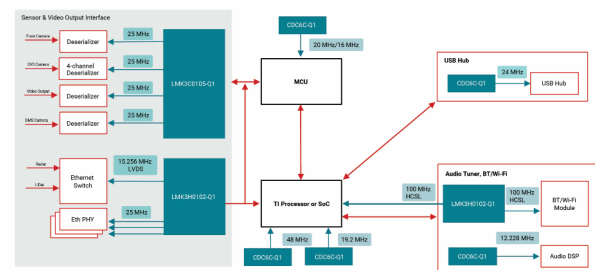 Sensor & Video Output Interface
Front Camera
Deserializer
25 MHz
CVS Camera
4-channel
Deserializer
25 MHz
LMK3C0105-Q1
Video Output
Deserializer
25 MHz
DMS Camera
Deserializer
25 MHz
Radar
LiDar
Ethernet
Switch
15.256 MHz
LVDS
LMK3H0102-Q1
Eth PHY
25 MHz
CDC6C-Q1
20 MHz/16 MHz
MCU
TI Processor or SoC
48 MHz
19.2 MHz
CDC6C-Q1
CDC6C-Q1
USB Hub
CDC6C-Q1
24 MHz
USB Hub
Audio Tuner, BT/Wi-Fi
100 MHz
HCSL
LMK3H0102-Q1
100 MHz
HCSL
BT/Wi-Fi
Module
CDC6C-Q1
12.228 MHz
Audio DSP